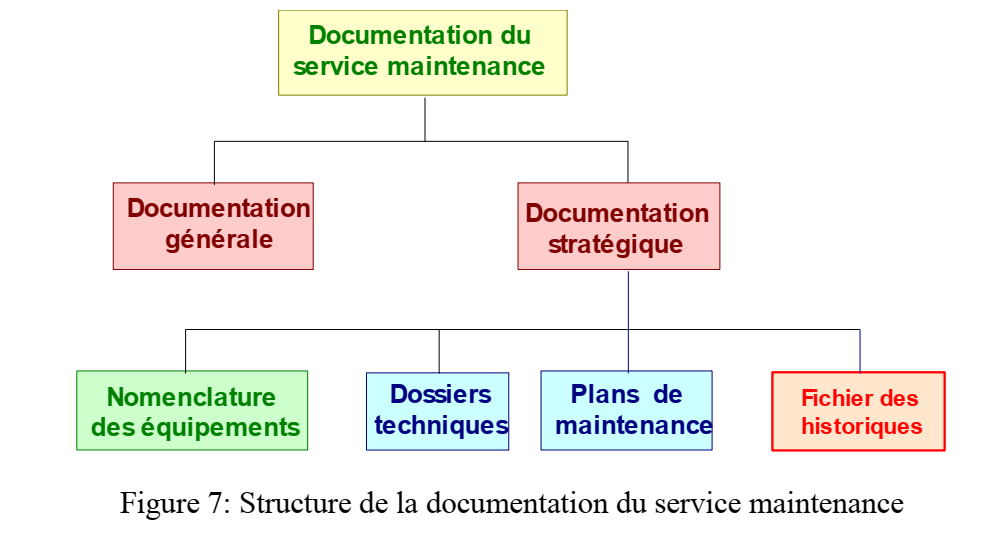 Documentation du
service maintenance
Documentation
générale
Documentation
stratégique
Nomenclature
des équipements
Dossiers
techniques
Plans de
maintenance
Fichier des
historiques
Figure 7: Structure de la documentation du service maintenance